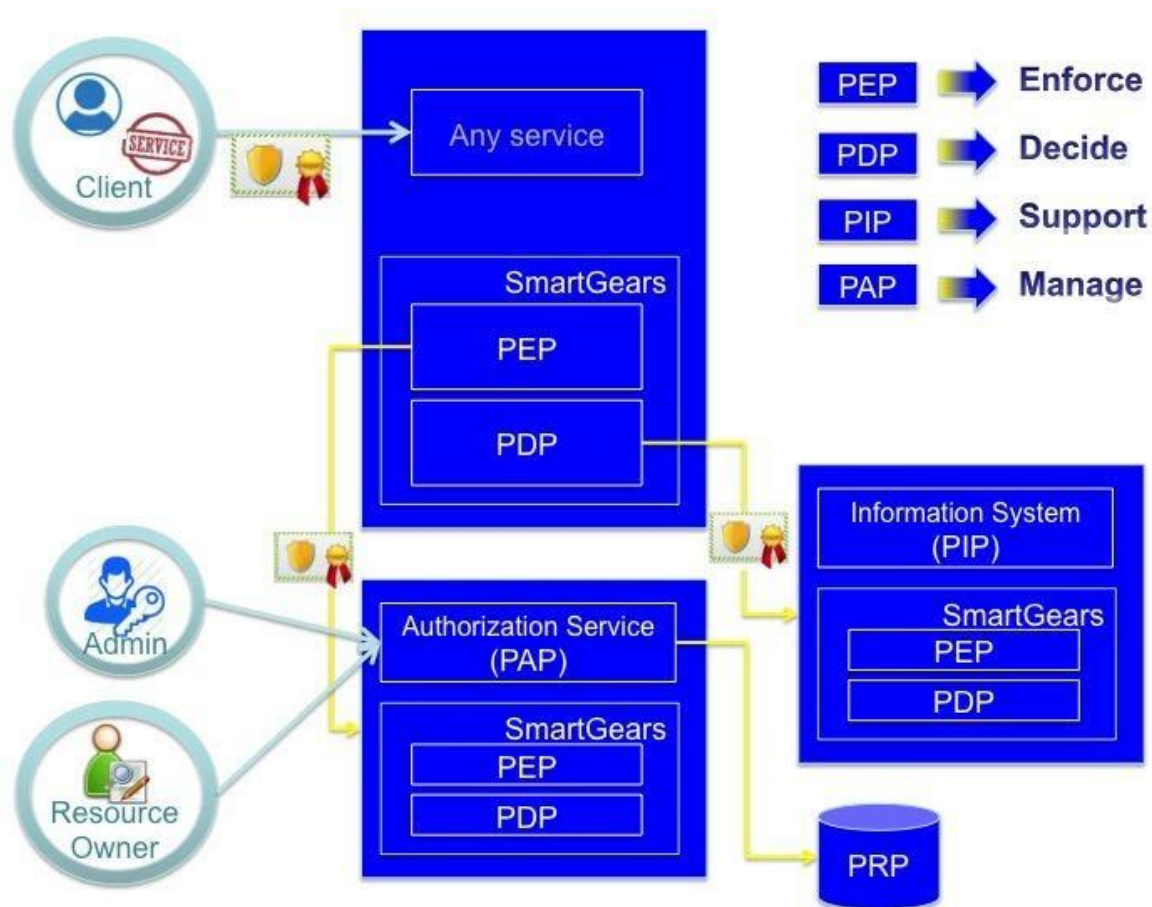 SERVICE
Client
Any service
SmartGears
PEP
PDP
PEP
Enforce
PDP
Decide
PIP
Support
PAP
Manage
Admin
Resource
Owner
Authorization Service
(PAP)
SmartGears
PEP
PDP
Information System
(PIP)
SmartGears
PEP
PDP
PRP